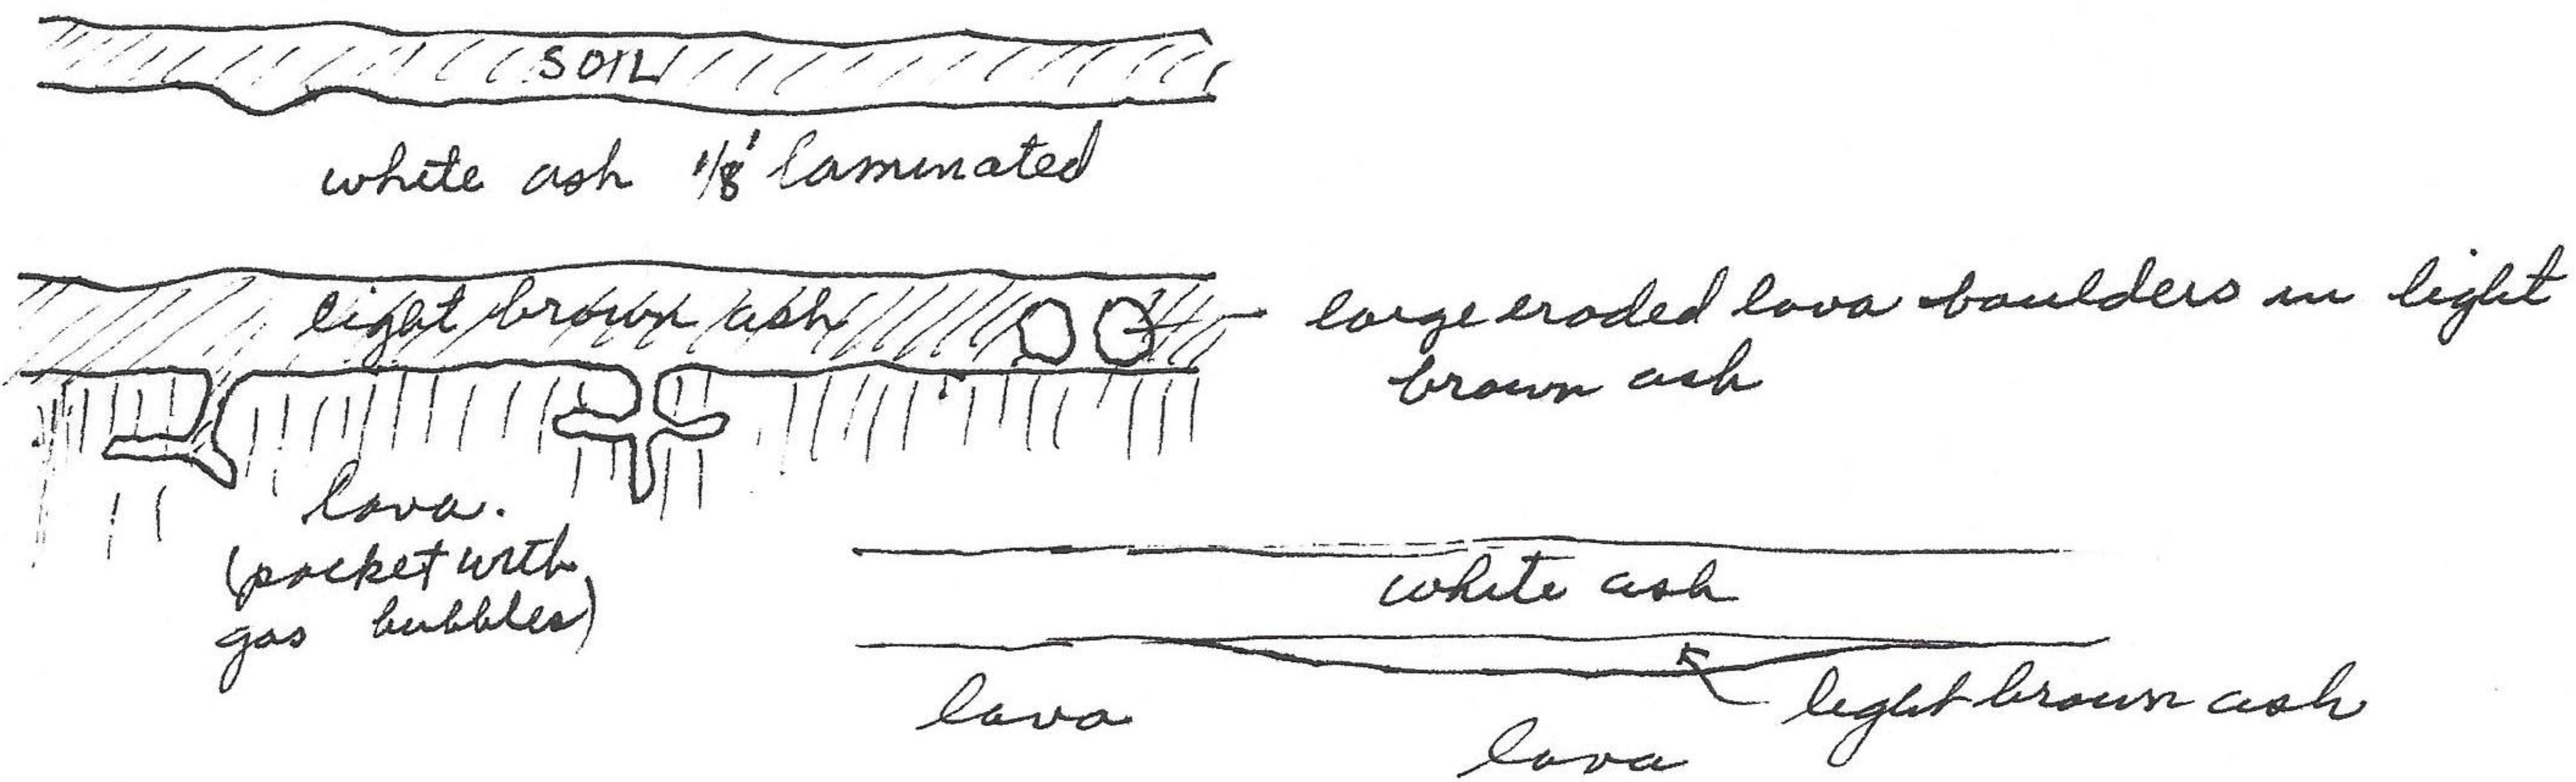 SOIL
white ash 1/8" laminated
light brown ash
large eroded lava boulders in light
brown ash
lava.
(pocket with
gas bubbles)
white ash
light brown ash
lava
lava